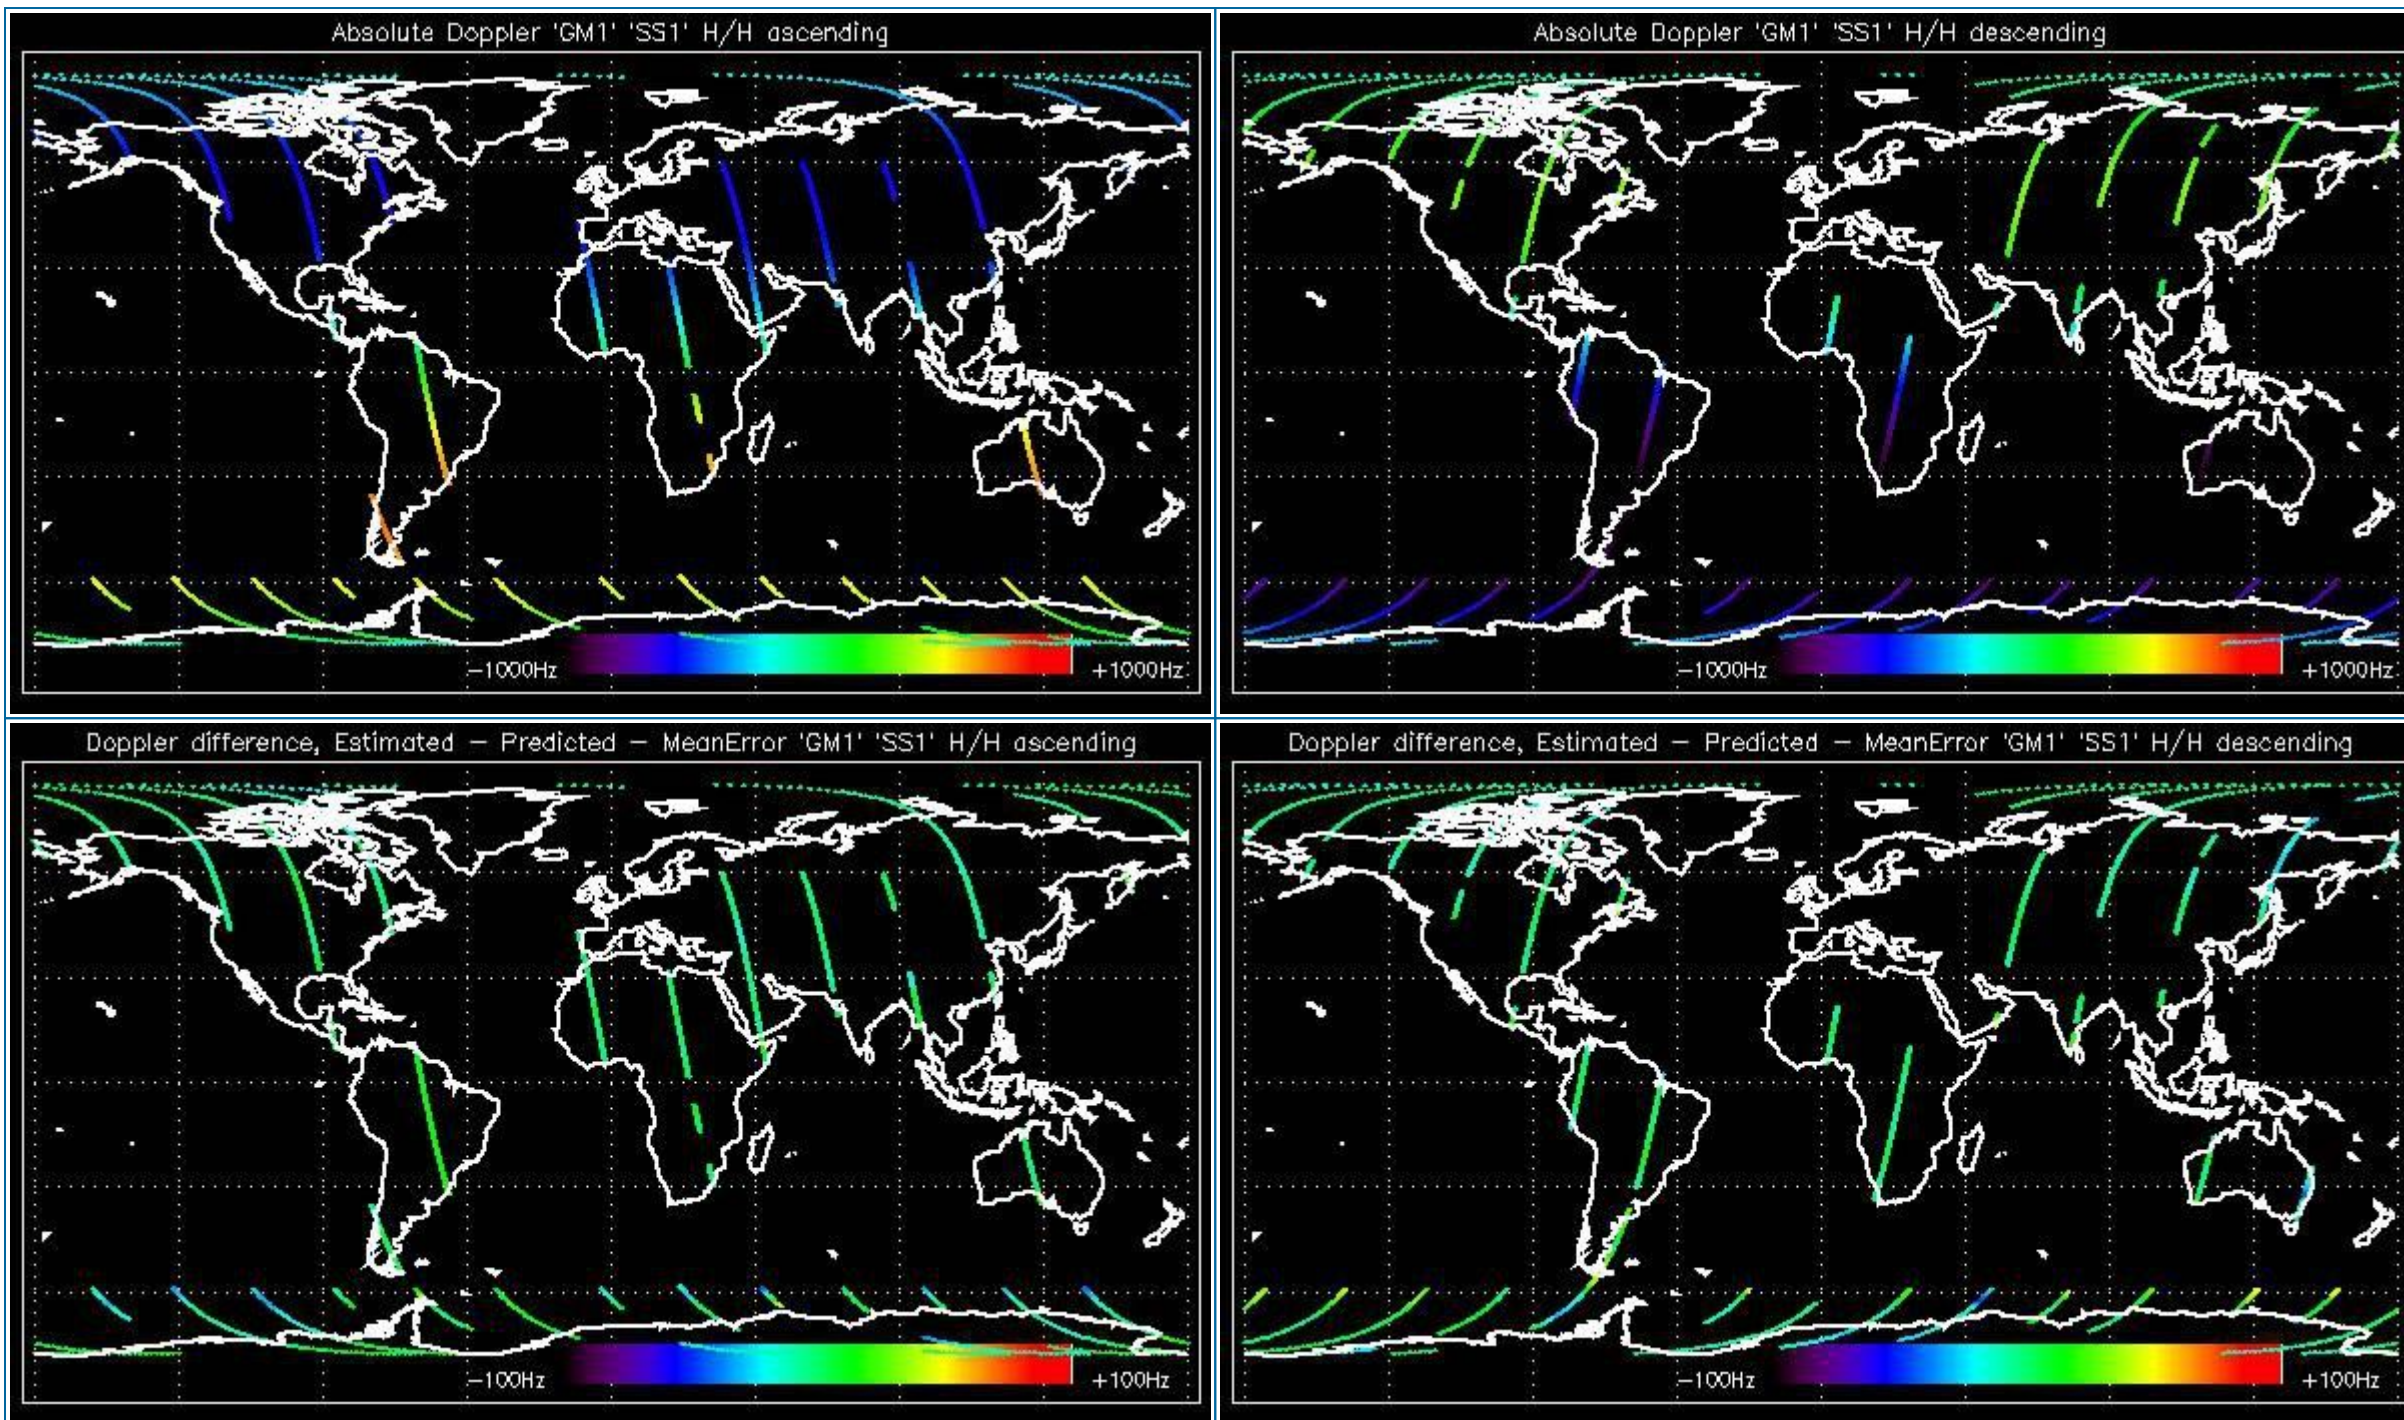 Absolute Doppler 'GM1' 'SS1' H/H ascending
-1000Hz
+1000Hz
Absolute Doppler 'GM1' 'SS1' H/H descending
-1000Hz
+1000Hz
Doppler difference, Estimated - Predicted - MeanError 'GM1' 'SS1' H/H ascending
-100Hz
+100Hz
Doppler difference, Estimated - Predicted - MeanError 'GM1' 'SS1' H/H descending
-100Hz
+100Hz